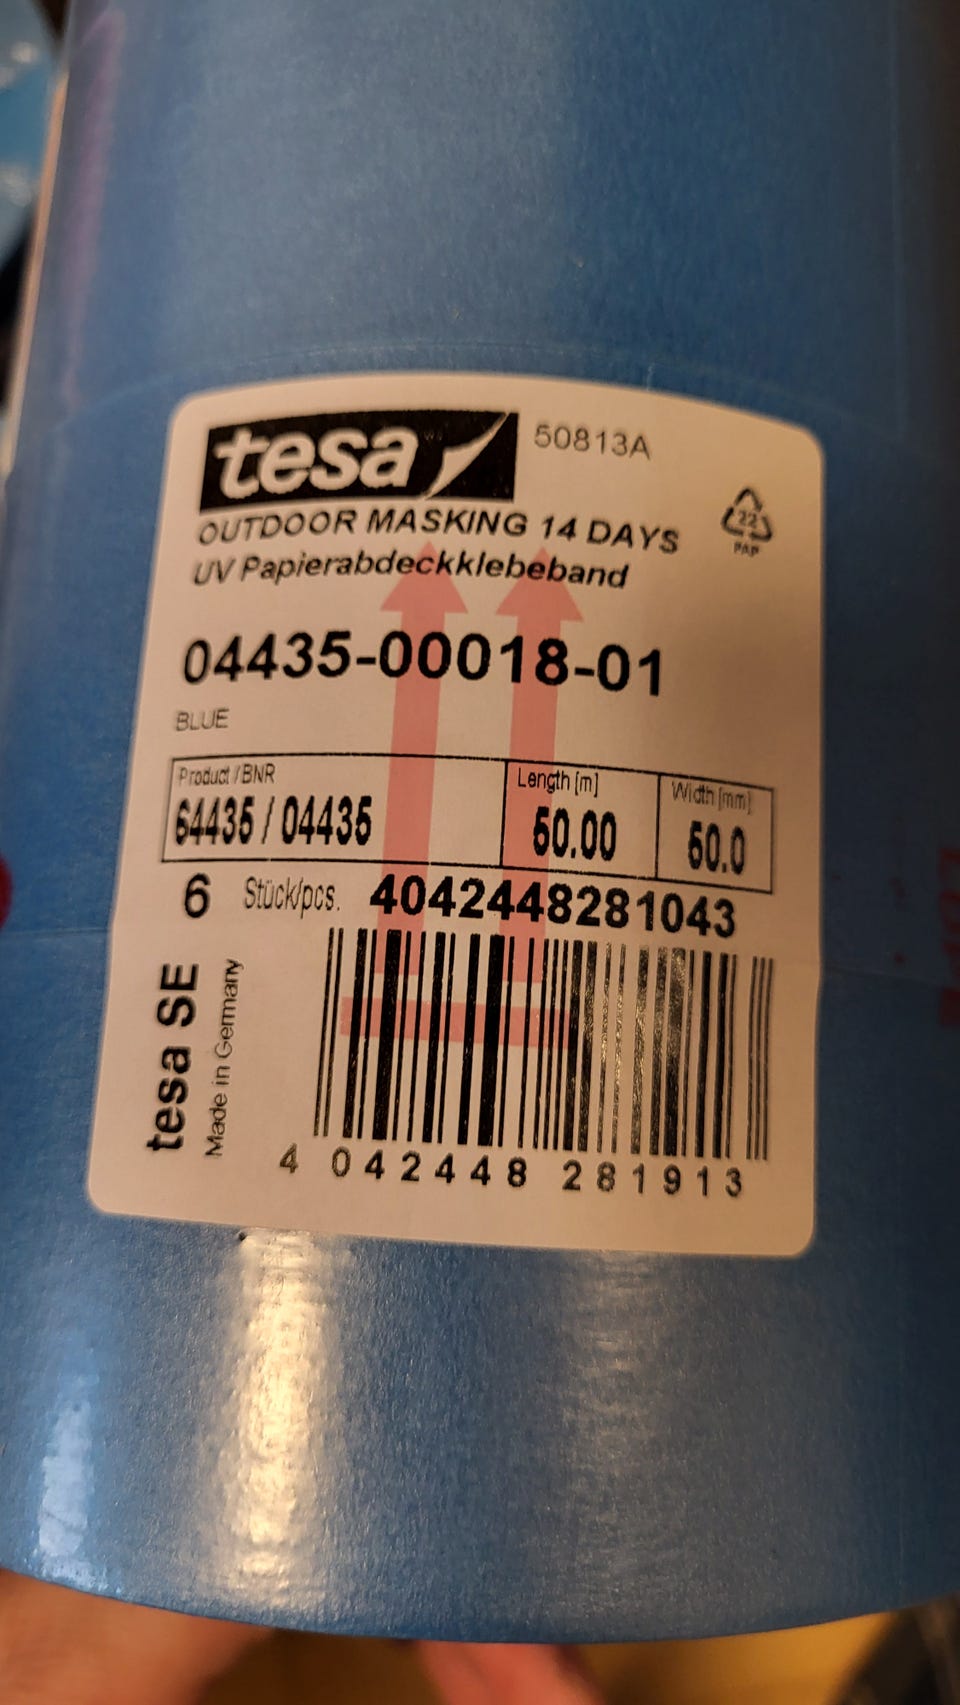 tesa 50813A
OUTDOOR MASKING 14 DAYS
UV Papierabdeckklebeband
22
PAP
04435-00018-01
BLUE
Product / BNR Length [m] Width [mm]
64435 / 04435 50.00 50.0
6 Stück/pcs. 4042448281043
tesa SE
Made in Germany
4 042448 281913